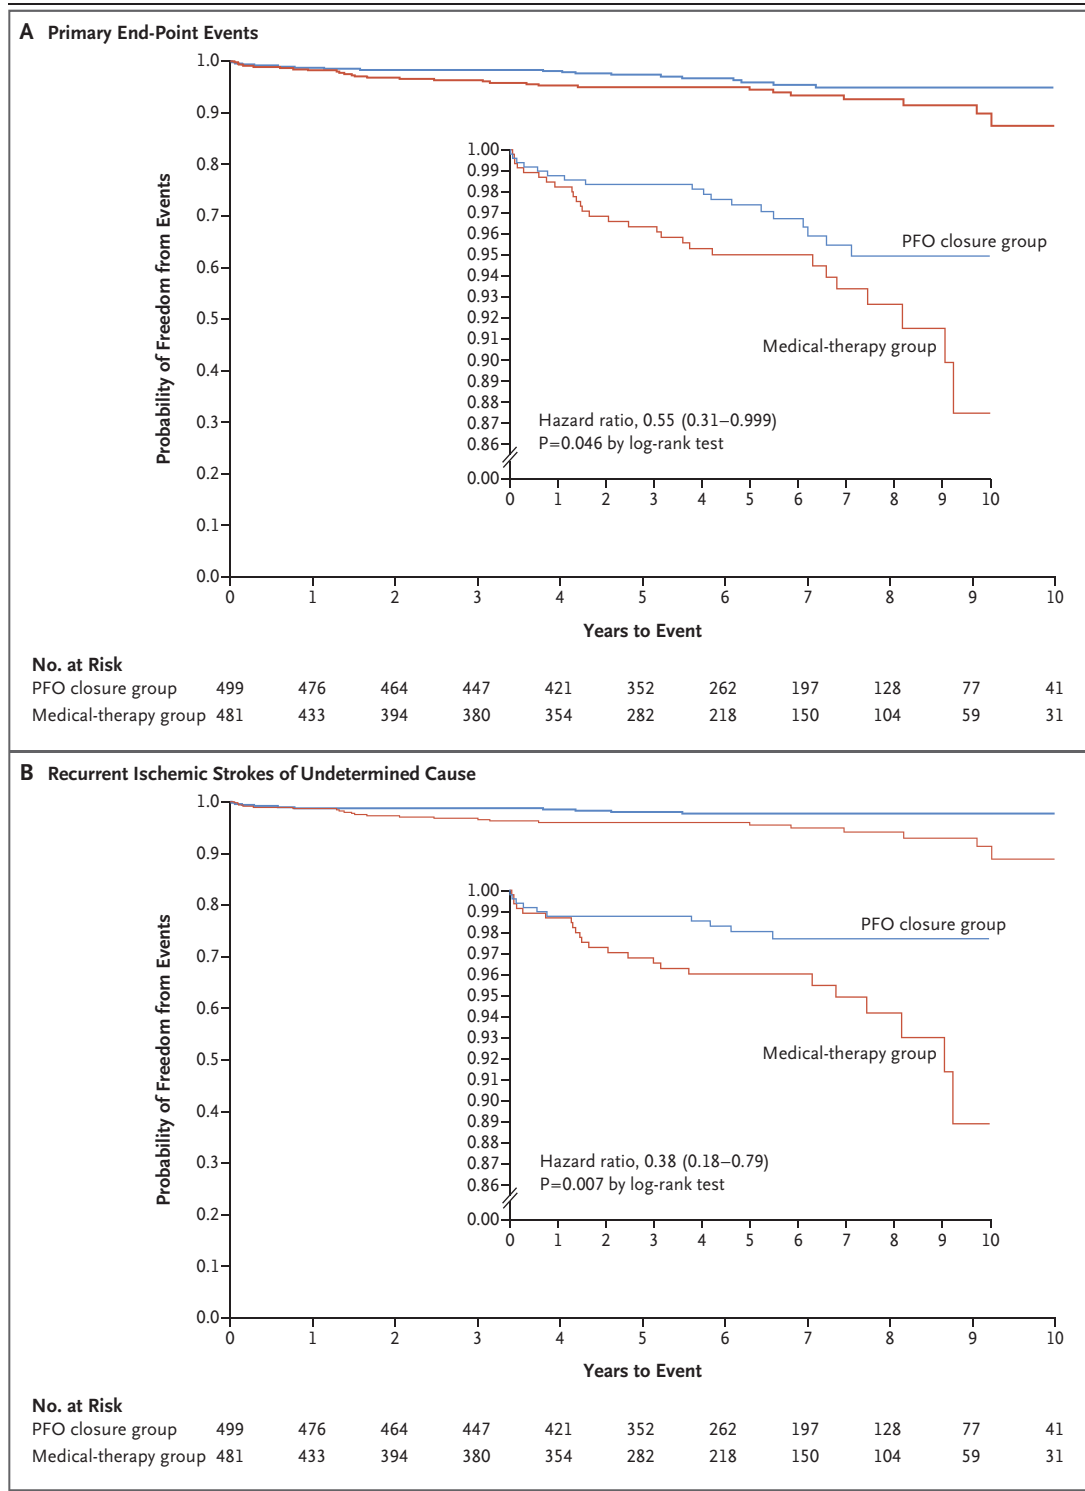 A Primary End-Point Events
1.0
0.9
0.8
0.7
0.6
0.5
0.4
0.3
0.2
0.1
0.0
Probability of Freedom from Events
1.00
0.99
0.98
0.97
0.96
0.95
0.94
0.93
0.92
0.91
0.90
0.89
0.88
0.87
0.86
0.00
PFO closure group
Medical-therapy group
Hazard ratio, 0.55 (0.31–0.999)
P=0.046 by log-rank test
0 1 2 3 4 5 6 7 8 9 10
0 1 2 3 4 5 6 7 8 9 10
Years to Event
No. at Risk
PFO closure group 499 476 464 447 421 352 262 197 128 77 41
Medical-therapy group 481 433 394 380 354 282 218 150 104 59 31
B Recurrent Ischemic Strokes of Undetermined Cause
1.0
0.9
0.8
0.7
0.6
0.5
0.4
0.3
0.2
0.1
0.0
Probability of Freedom from Events
1.00
0.99
0.98
0.97
0.96
0.95
0.94
0.93
0.92
0.91
0.90
0.89
0.88
0.87
0.86
0.00
PFO closure group
Medical-therapy group
Hazard ratio, 0.38 (0.18–0.79)
P=0.007 by log-rank test
0 1 2 3 4 5 6 7 8 9 10
0 1 2 3 4 5 6 7 8 9 10
Years to Event
No. at Risk
PFO closure group 499 476 464 447 421 352 262 197 128 77 41
Medical-therapy group 481 433 394 380 354 282 218 150 104 59 31